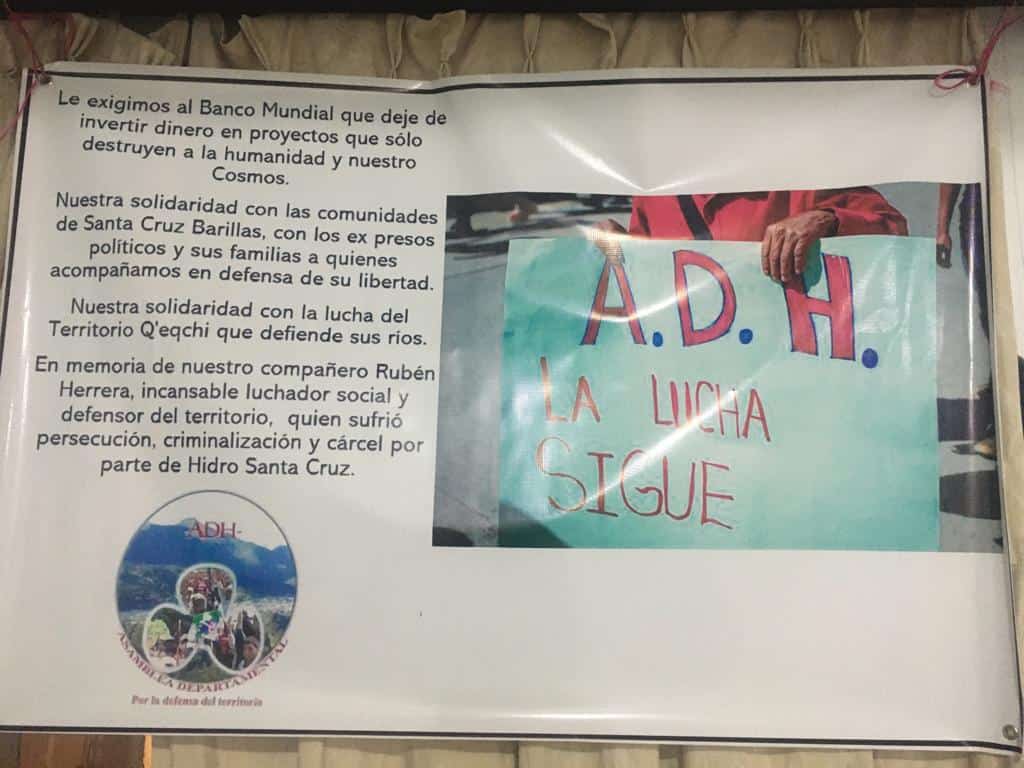 Le exigimos al Banco Mundial que deje de
invertir dinero en proyectos que sólo
destruyen a la humanidad y nuestro
Cosmos.
Nuestra solidaridad con las comunidades
de Santa Cruz Barillas, con los ex presos
políticos y sus familias a quienes
acompañamos en defensa de su libertad.
Nuestra solidaridad con la lucha del
Territorio Q'eqchi que defiende sus ríos.
En memoria de nuestro compañero Rubén
Herrera, incansable luchador social y
defensor del territorio, quien sufrió
persecución, criminalización y cárcel por
parte de Hidro Santa Cruz.
ADH-
ASAMBLEA DEPARTAMENTAL
Por la defensa del territorio
A.D.H.
LA LUCHA
SIGUE